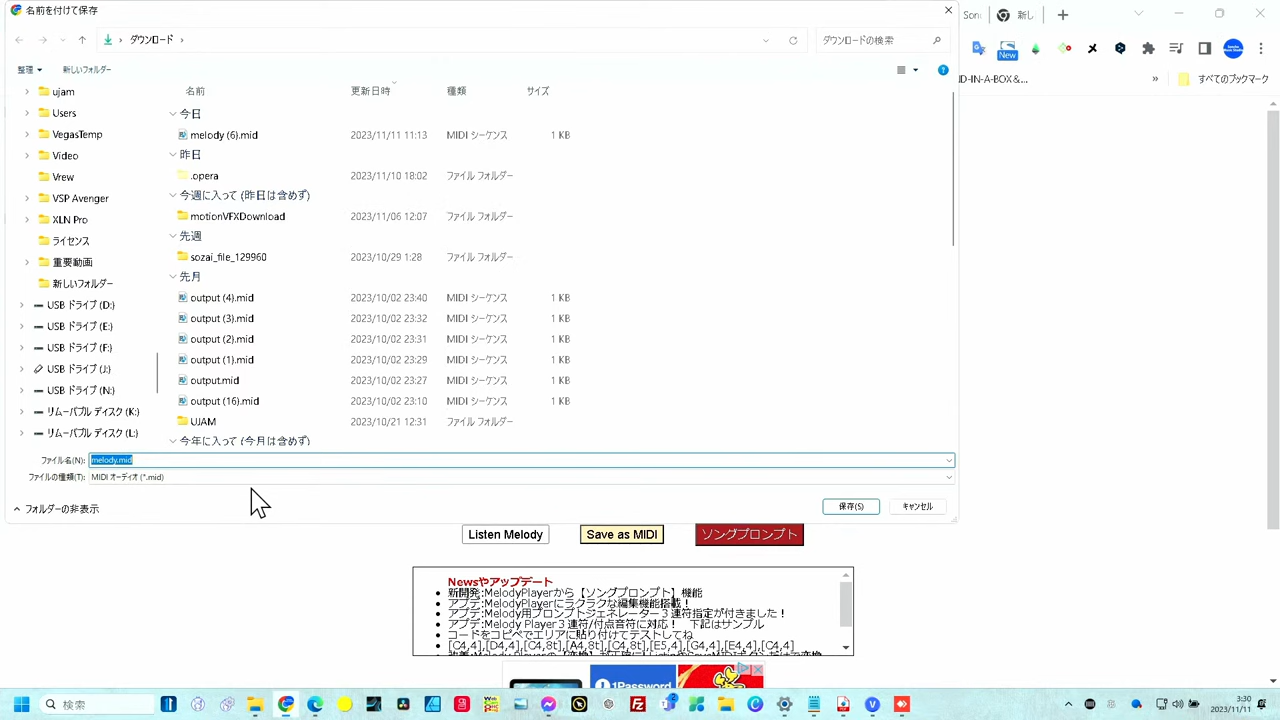 名前を付けて保存
Son
新し
ダウンロード
ダウンロードの検索
New
整理
新しいフォルダー
D-IN-A-BOX &...
»
すべてのブックマーク
名前
更新日時
種類
サイズ
ujam
Users
VegasTemp
Video
Vrew
VSP Avenger
XLN Pro
ライセンス
重要動画
新しいフォルダー
USB ドライブ (D:)
USB ドライブ (E:)
USB ドライブ (F:)
USB ドライブ (J:)
USB ドライブ (N:)
リムーバブル ディスク (K:)
リムーバブル ディスク (L:)
今日
melody (6).mid 2023/11/11 11:13 MIDI シーケンス 1 KB
昨日
.opera 2023/11/10 18:02 ファイル フォルダー
今週に入って (昨日は含めず)
motionVFXDownload 2023/11/06 12:07 ファイル フォルダー
先週
sozai_file_129960 2023/10/29 1:28 ファイル フォルダー
先月
output (4).mid 2023/10/02 23:40 MIDI シーケンス 1 KB
output (3).mid 2023/10/02 23:32 MIDI シーケンス 1 KB
output (2).mid 2023/10/02 23:31 MIDI シーケンス 1 KB
output (1).mid 2023/10/02 23:29 MIDI シーケンス 1 KB
output.mid 2023/10/02 23:27 MIDI シーケンス 1 KB
output (16).mid 2023/10/02 23:10 MIDI シーケンス 1 KB
UJAM 2023/10/21 12:31 ファイル フォルダー
今年に入って (今月は含めず)
ファイル名(N): melody.mid
ファイルの種類(T): MIDI オーディオ (*.mid)
フォルダーの非表示
保存(S)
キャンセル
Listen Melody
Save as MIDI
ソングプロンプト
Newsやアップデート
新開発:MelodyPlayerから【ソングプロンプト】機能
アプデ:MelodyPlayerにラクラクな編集機能搭載！
アプデ:Melody用プロンプトジェネレーター３連符指定が付きました！
アプデ:Melody Player３連符/付点音符に対応！ 下記はサンプル
コードをコピペでエリアに貼り付けてテストしてね
[C4,4],[D4,4],[C4,8t],[A4,8t],[C4,8t],[E5,4],[G4,4],[E4,4],[C4,4]
1Password
検索
3:30
2023/11/11